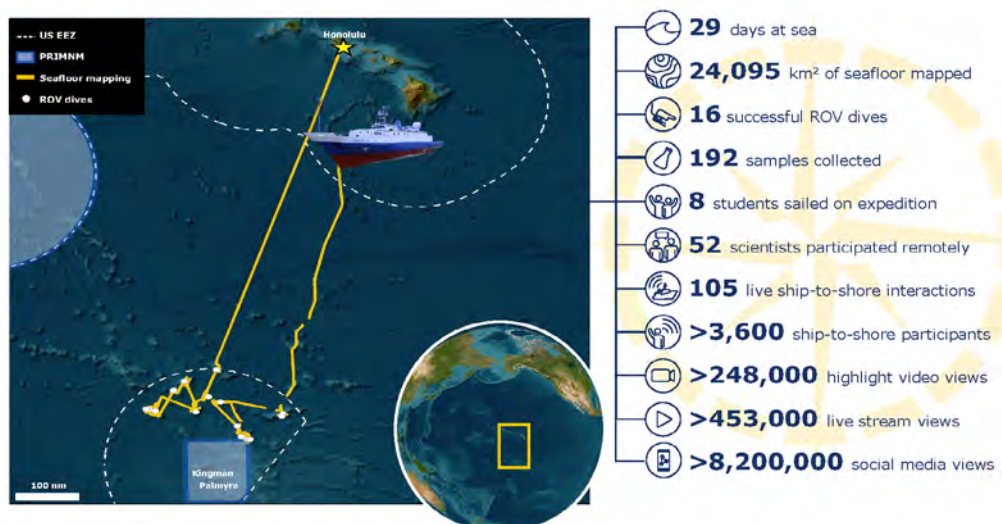 US EEZ
PRIMNM
Seafloor mapping
ROV dives
Honolulu
Kingman
Palmyra
100 nm
29 days at sea
24,095 km² of seafloor mapped
16 successful ROV dives
192 samples collected
8 students sailed on expedition
52 scientists participated remotely
105 live ship-to-shore interactions
>3,600 ship-to-shore participants
>248,000 highlight video views
>453,000 live stream views
>8,200,000 social media views